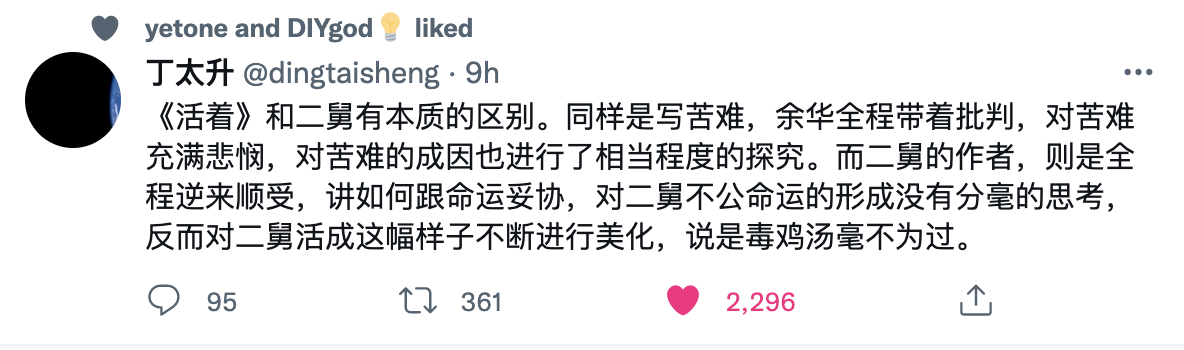 yetone and DIYgod💡 liked
丁太升 @dingtaisheng · 9h
《活着》和二舅有本质的区别。同样是写苦难，余华全程带着批判，对苦难
充满悲悯，对苦难的成因也进行了相当程度的探究。而二舅的作者，则是全
程逆来顺受，讲如何跟命运妥协，对二舅不公命运的形成没有分毫的思考，
反而对二舅活成这幅样子不断进行美化，说是毒鸡汤毫不为过。
95 361 2,296